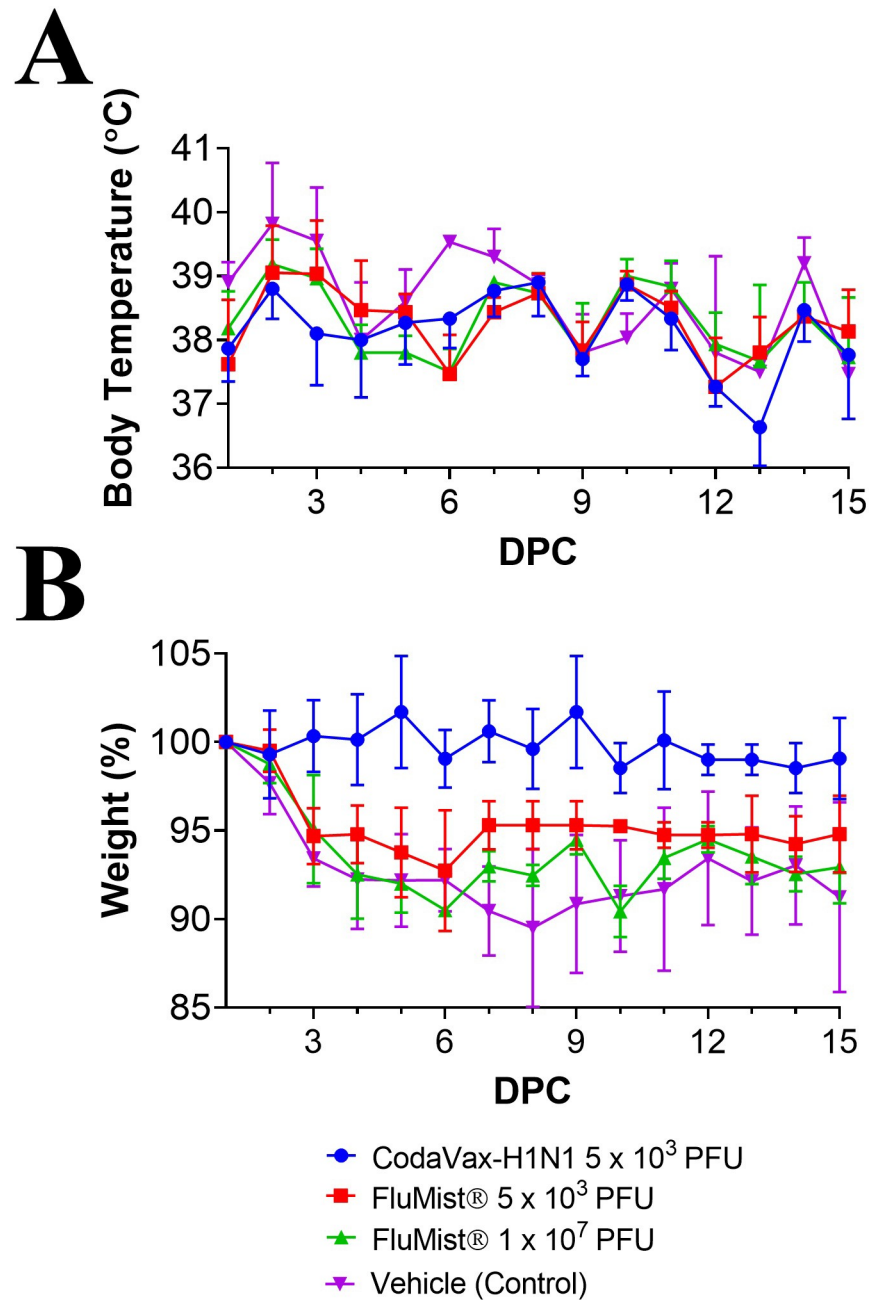 A
Body Temperature (°C)
41
40
39
38
37
36
3 6 9 12 15
DPC
B
Weight (%)
105
100
95
90
85
3 6 9 12 15
DPC
CodaVax-H1N1 5 x 10³ PFU
FluMist® 5 x 10³ PFU
FluMist® 1 x 10⁷ PFU
Vehicle (Control)